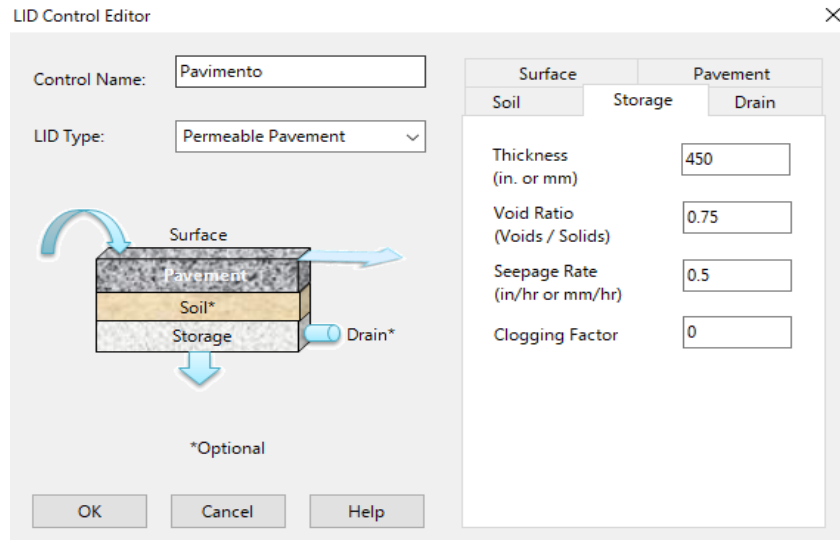 LID Control Editor
Control Name: Pavimento
LID Type: Permeable Pavement
Surface
Pavement
Soil*
Storage
Drain*
*Optional
OK Cancel Help
Surface Pavement
Soil Storage Drain
Thickness
(in. or mm)
450
Void Ratio
(Voids / Solids)
0.75
Seepage Rate
(in/hr or mm/hr)
0.5
Clogging Factor
0